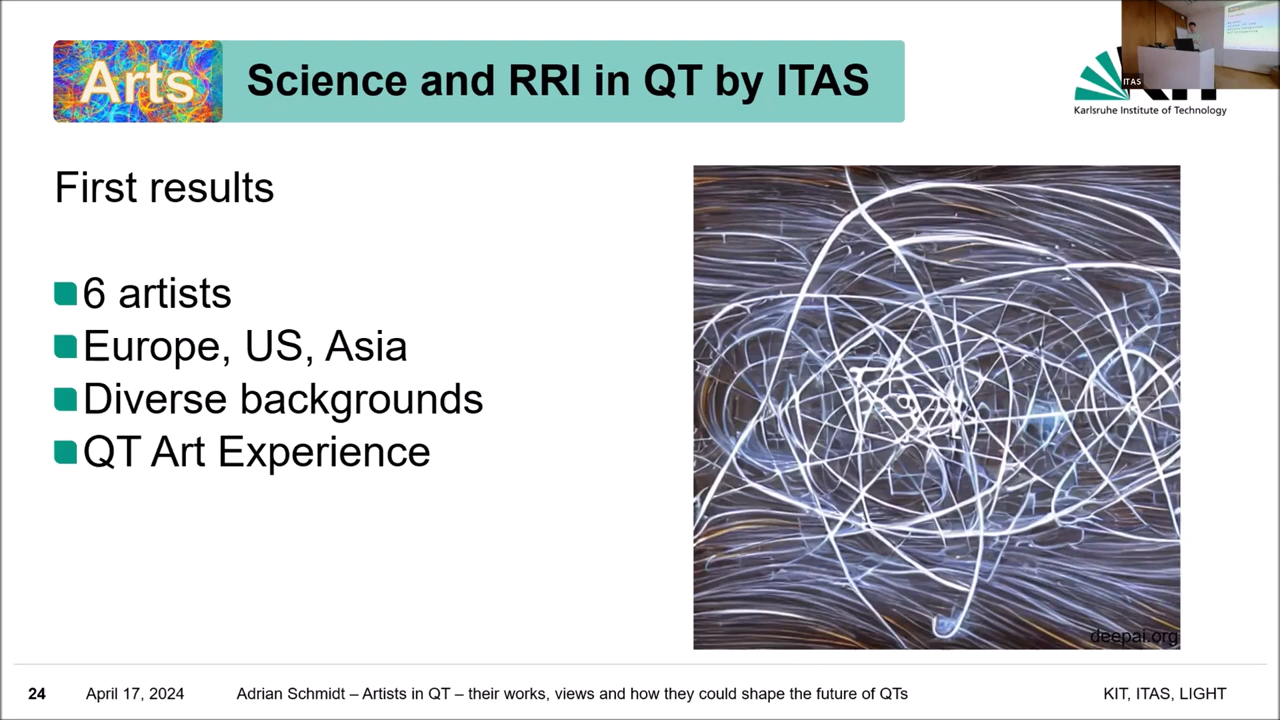 Arts
Science and RRI in QT by ITAS
ITAS
Karlsruhe Institute of Technology
First results
6 artists
Europe, US, Asia
Diverse backgrounds
QT Art Experience
deepai.org
24
April 17, 2024
Adrian Schmidt – Artists in QT – their works, views and how they could shape the future of QTs
KIT, ITAS, LIGHT